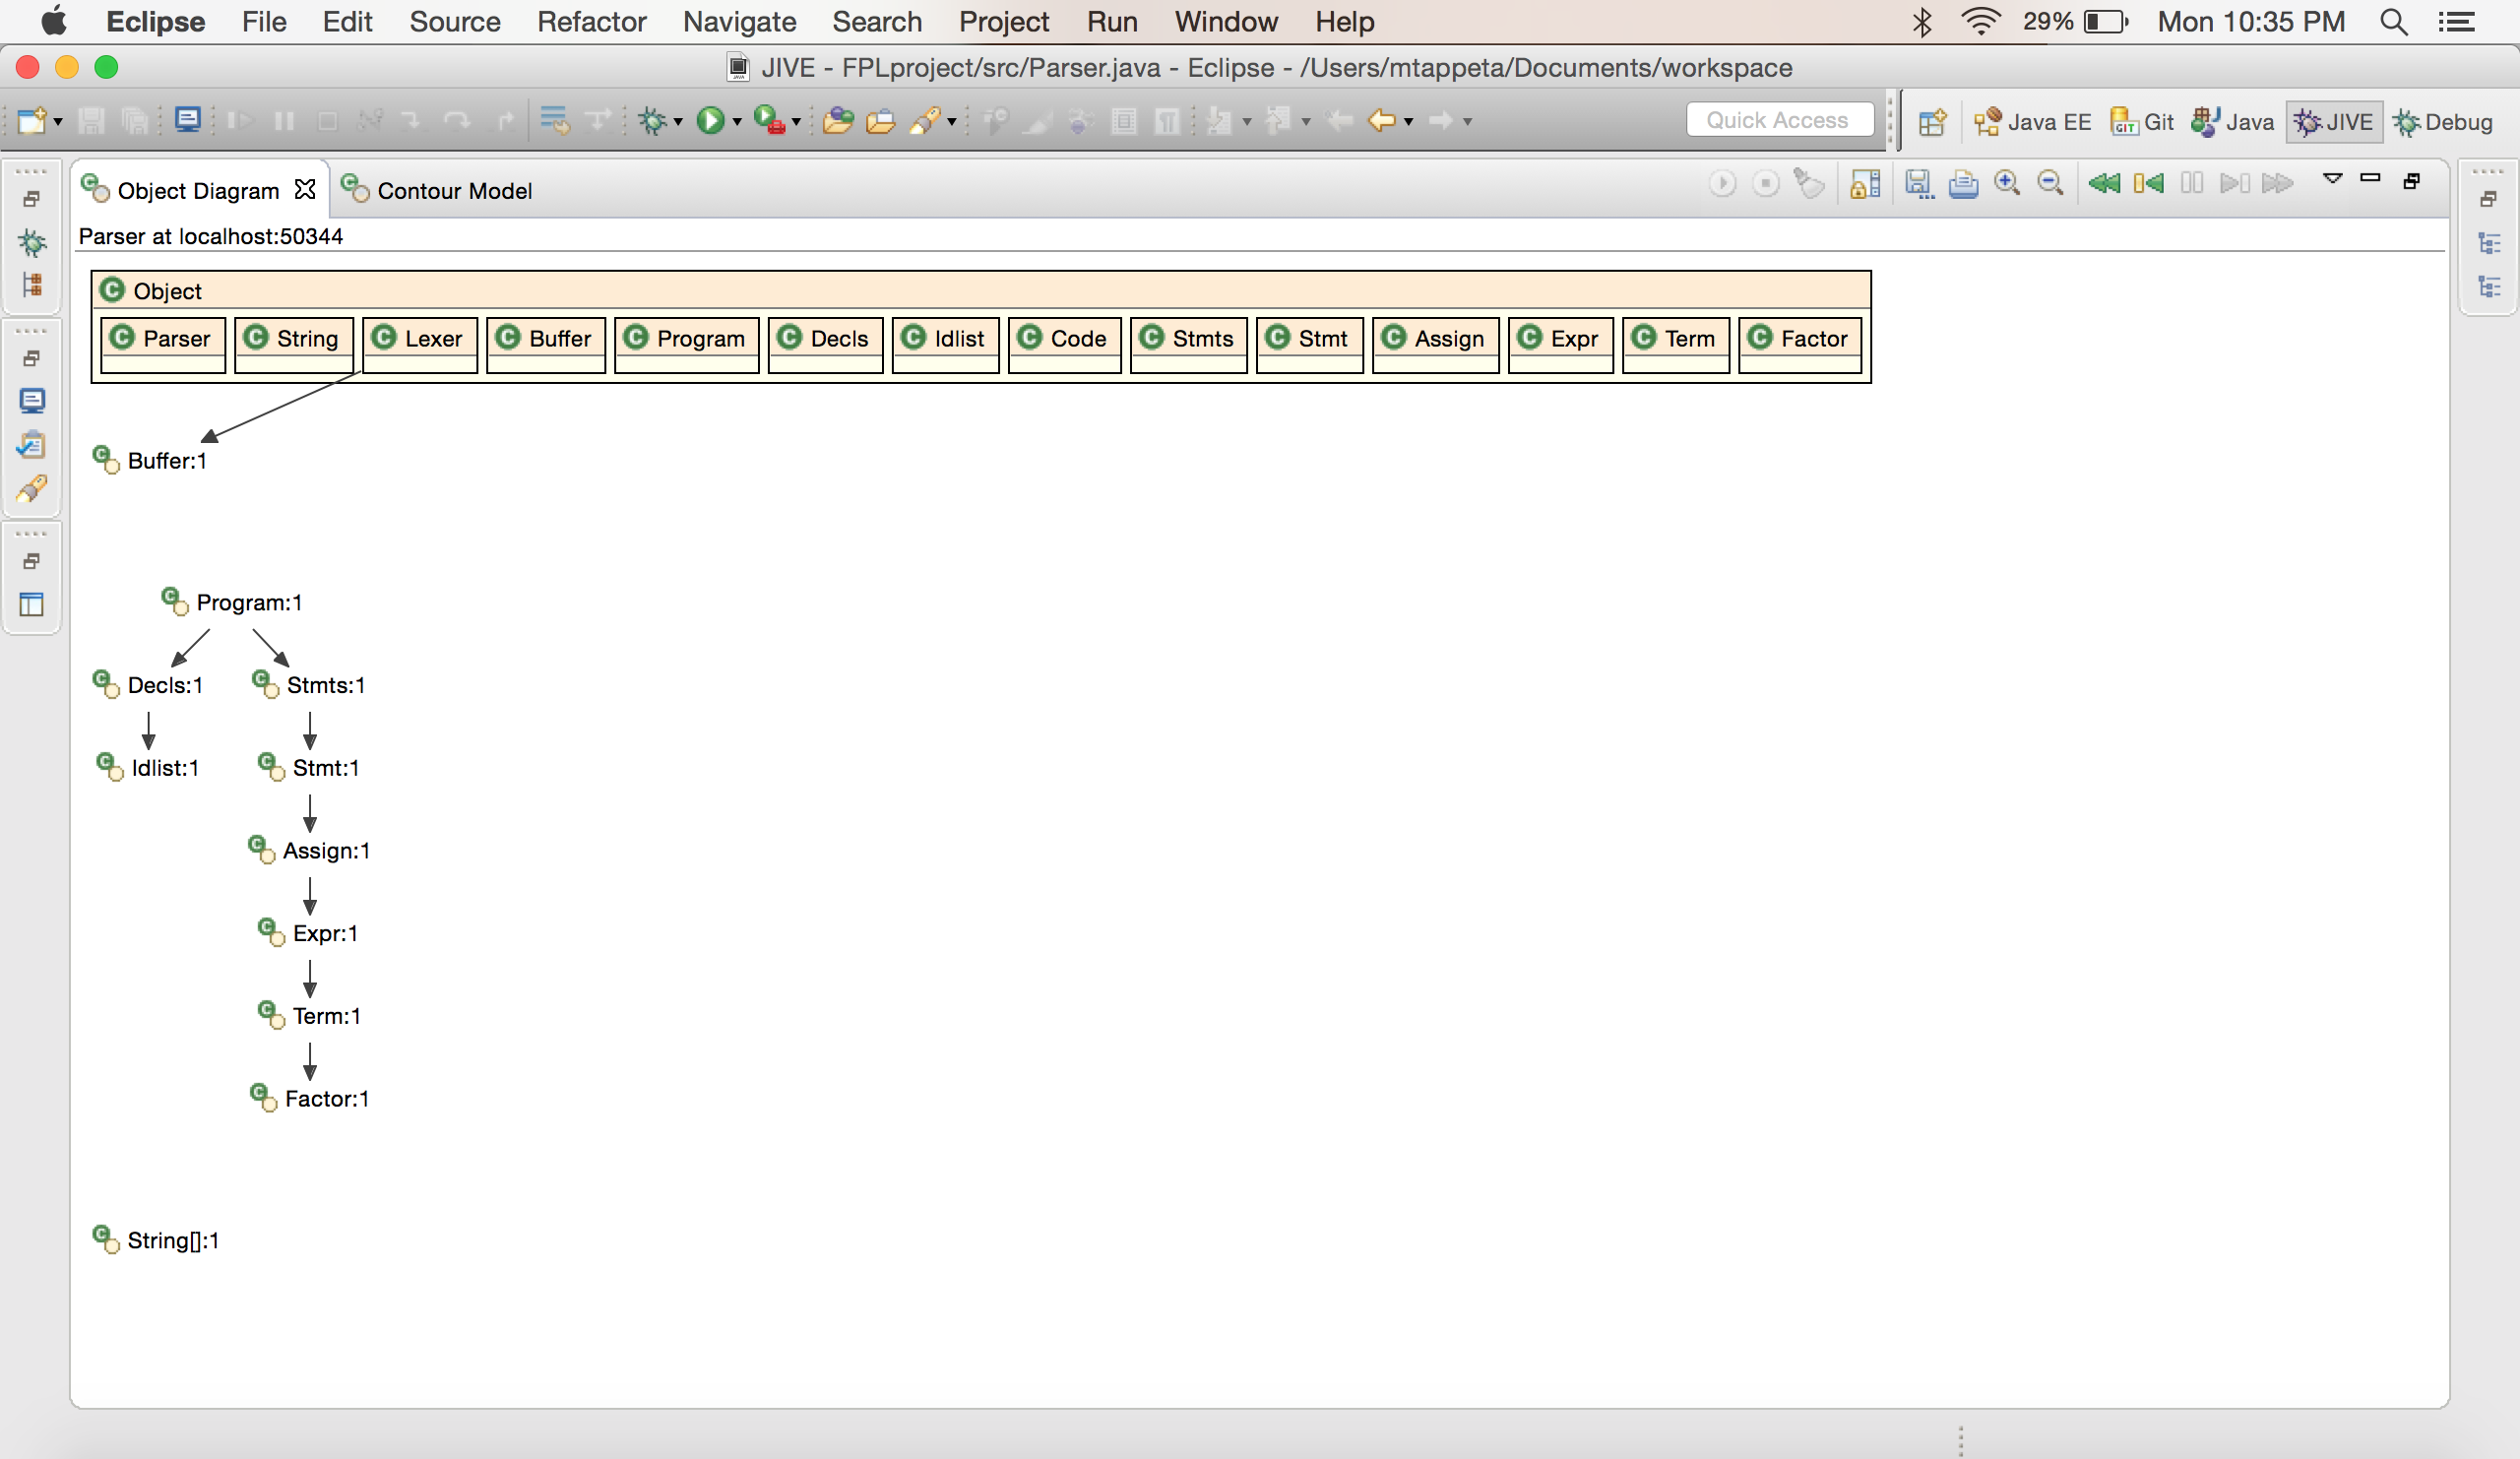 Eclipse File Edit Source Refactor Navigate Search Project Run Window Help 29% Mon 10:35 PM
JIVE - FPLproject/src/Parser.java - Eclipse - /Users/mtappeta/Documents/workspace
Quick Access Java EE Git Java JIVE Debug
Object Diagram Contour Model
Parser at localhost:50344
Object
Parser String Lexer Buffer Program Decls Idlist Code Stmts Stmt Assign Expr Term Factor
Buffer:1
Program:1
Decls:1 Stmts:1
Idlist:1 Stmt:1
Assign:1
Expr:1
Term:1
Factor:1
String[]:1